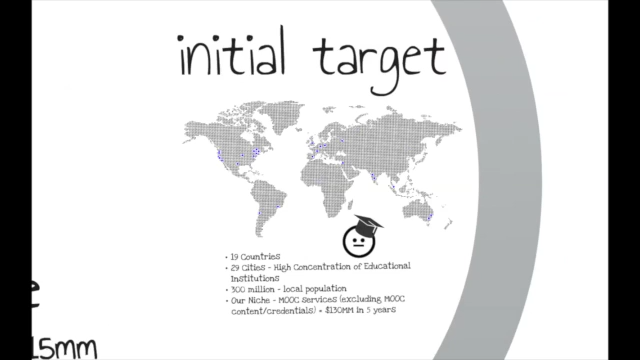 initial target
• 19 Countries
• 29 Cities - High Concentration of Educational
Institutions
• 300 million - local population
• Our Niche - MOOC services (excluding MOOC
content/credentials) = $130MM in 5 years
e
15mm